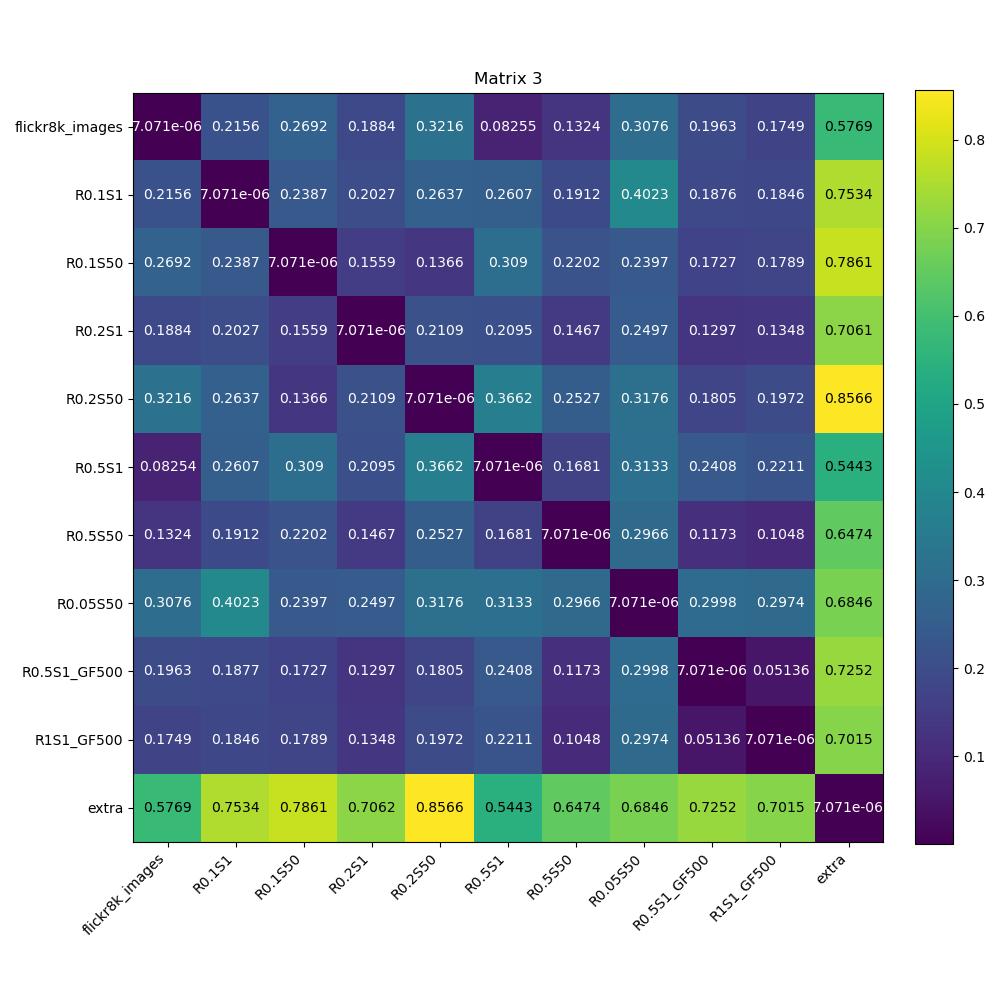 Matrix 3
flickr8k_images 7.071e-06 0.2156 0.2692 0.1884 0.3216 0.08255 0.1324 0.3076 0.1963 0.1749 0.5769
R0.1S1 0.2156 7.071e-06 0.2387 0.2027 0.2637 0.2607 0.1912 0.4023 0.1876 0.1846 0.7534
R0.1S50 0.2692 0.2387 7.071e-06 0.1559 0.1366 0.309 0.2202 0.2397 0.1727 0.1789 0.7861
R0.2S1 0.1884 0.2027 0.1559 7.071e-06 0.2109 0.2095 0.1467 0.2497 0.1297 0.1348 0.7061
R0.2S50 0.3216 0.2637 0.1366 0.2109 7.071e-06 0.3662 0.2527 0.3176 0.1805 0.1972 0.8566
R0.5S1 0.08254 0.2607 0.309 0.2095 0.3662 7.071e-06 0.1681 0.3133 0.2408 0.2211 0.5443
R0.5S50 0.1324 0.1912 0.2202 0.1467 0.2527 0.1681 7.071e-06 0.2966 0.1173 0.1048 0.6474
R0.05S50 0.3076 0.4023 0.2397 0.2497 0.3176 0.3133 0.2966 7.071e-06 0.2998 0.2974 0.6846
R0.5S1_GF500 0.1963 0.1877 0.1727 0.1297 0.1805 0.2408 0.1173 0.2998 7.071e-06 0.05136 0.7252
R1S1_GF500 0.1749 0.1846 0.1789 0.1348 0.1972 0.2211 0.1048 0.2974 0.05136 7.071e-06 0.7015
extra 0.5769 0.7534 0.7861 0.7062 0.8566 0.5443 0.6474 0.6846 0.7252 0.7015 7.071e-06
flickr8k_images R0.1S1 R0.1S50 R0.2S1 R0.2S50 R0.5S1 R0.5S50 R0.05S50 R0.5S1_GF500 R1S1_GF500 extra
0.8
0.7
0.6
0.5
0.4
0.3
0.2
0.1